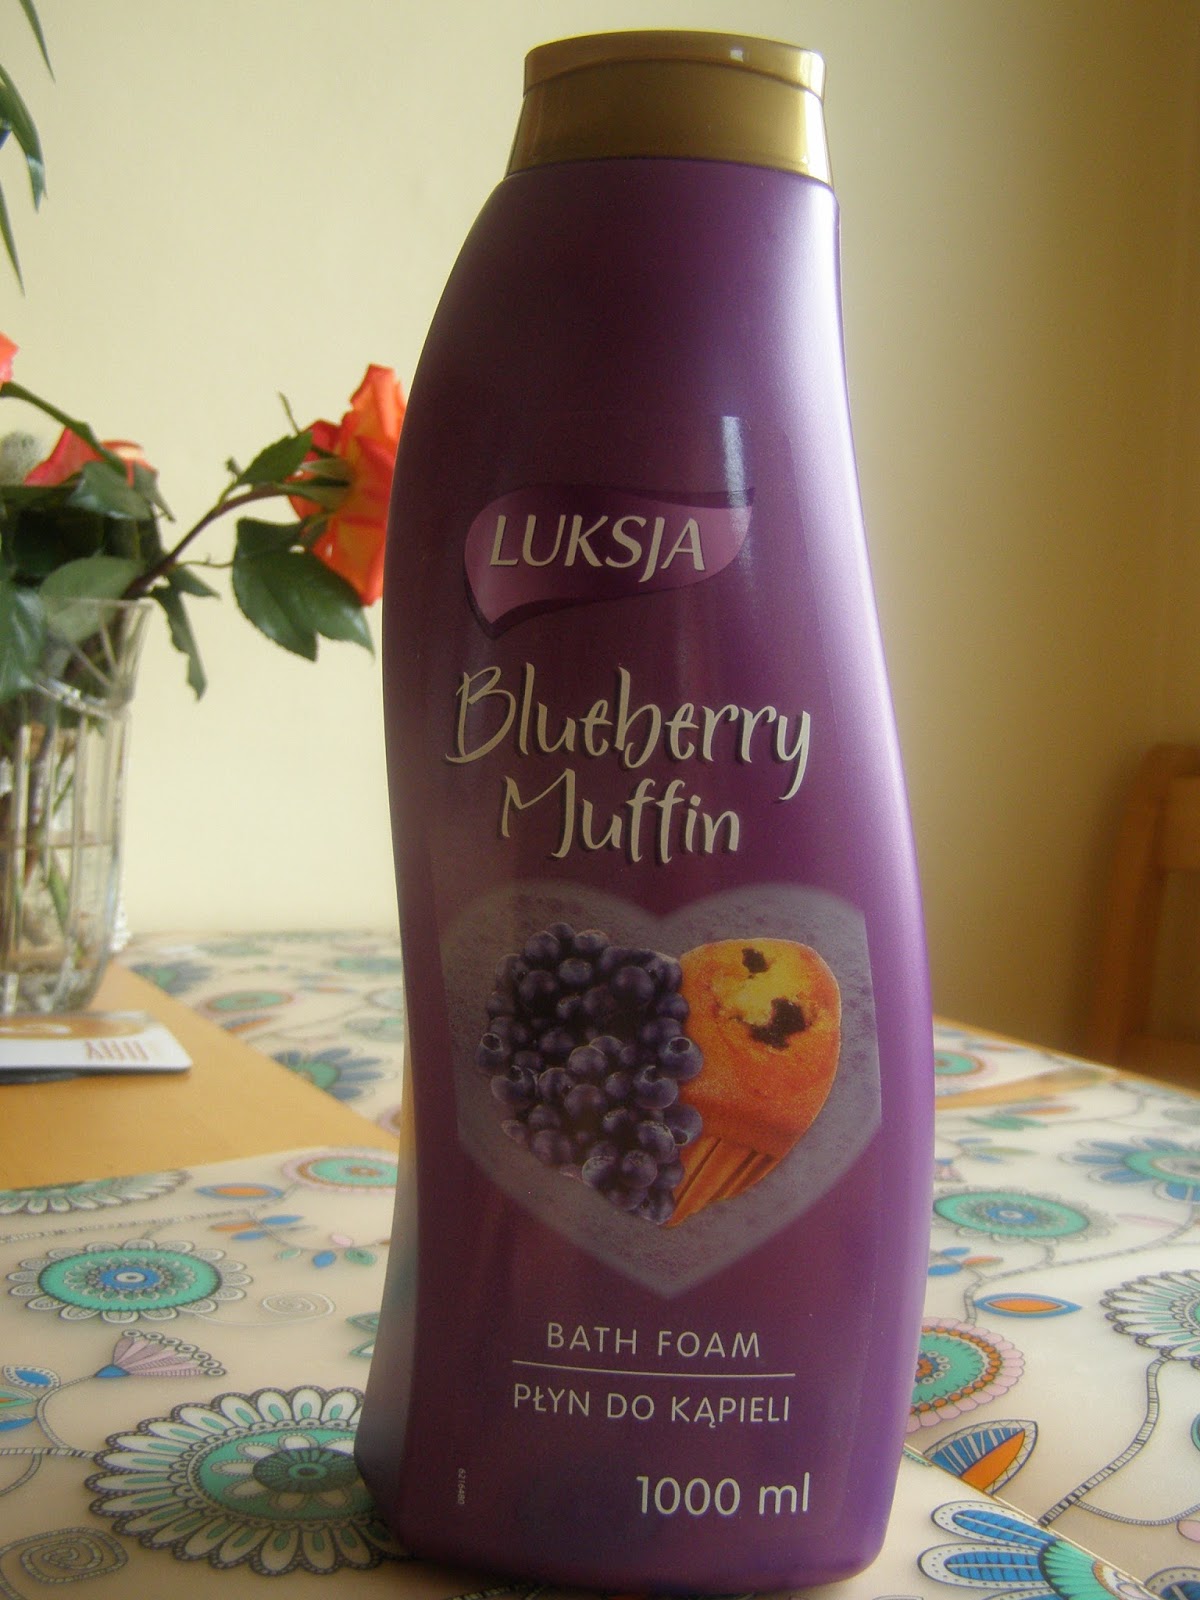 LUKSJA
Blueberry
Muffin
BATH FOAM
PŁYN DO KĄPIELI
1000 ml